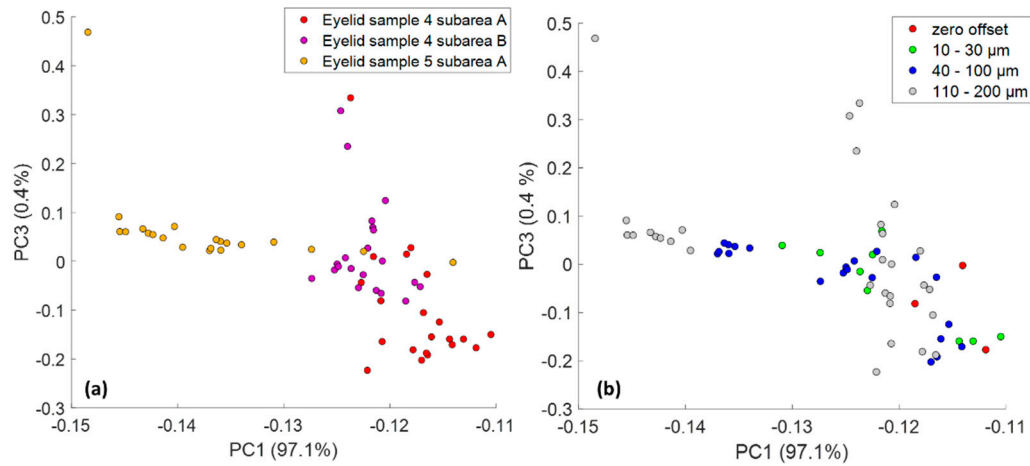 0.5
0.4
0.3
0.2
0.1
0
-0.1
-0.2
-0.3
PC3 (0.4%)
Eyelid sample 4 subarea A
Eyelid sample 4 subarea B
Eyelid sample 5 subarea A
(a)
-0.15 -0.14 -0.13 -0.12 -0.11
PC1 (97.1%)
0.5
0.4
0.3
0.2
0.1
0
-0.1
-0.2
-0.3
PC3 (0.4 %)
zero offset
10 - 30 µm
40 - 100 µm
110 - 200 µm
(b)
-0.15 -0.14 -0.13 -0.12 -0.11
PC1 (97.1%)